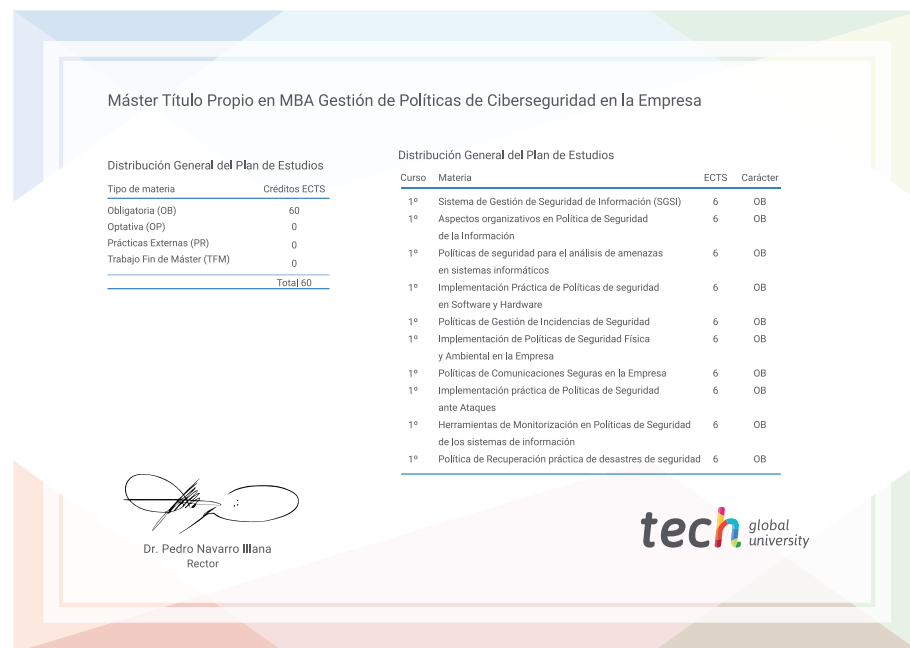 Máster Título Propio en MBA Gestión de Políticas de Ciberseguridad en la Empresa
Distribución General del Plan de Estudios
Tipo de materia Créditos ECTS
Obligatoria (OB) 60
Optativa (OP) 0
Prácticas Externas (PR) 0
Trabajo Fin de Máster (TFM) 0
Total 60
Distribución General del Plan de Estudios
Curso Materia ECTS Carácter
1º Sistema de Gestión de Seguridad de Información (SGSI) 6 OB
1º Aspectos organizativos en Política de Seguridad 6 OB
de la Información
1º Políticas de seguridad para el análisis de amenazas 6 OB
en sistemas informáticos
1º Implementación Práctica de Políticas de seguridad 6 OB
en Software y Hardware
1º Políticas de Gestión de Incidencias de Seguridad 6 OB
1º Implementación de Políticas de Seguridad Física 6 OB
y Ambiental en la Empresa
1º Políticas de Comunicaciones Seguras en la Empresa 6 OB
1º Implementación práctica de Políticas de Seguridad 6 OB
ante Ataques
1º Herramientas de Monitorización en Políticas de Seguridad 6 OB
de los sistemas de información
1º Política de Recuperación práctica de desastres de seguridad 6 OB
Dr. Pedro Navarro Illana
Rector
tech global
university